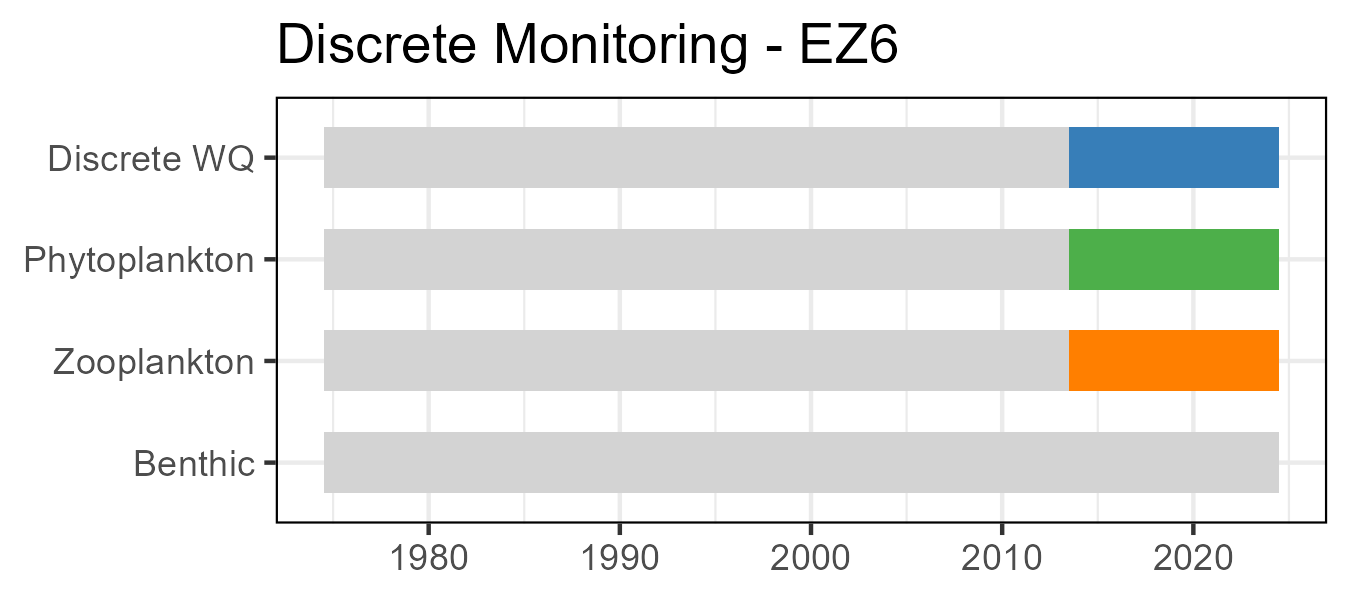 Discrete Monitoring - EZ6
Discrete WQ
Phytoplankton
Zooplankton
Benthic
1980 1990 2000 2010 2020